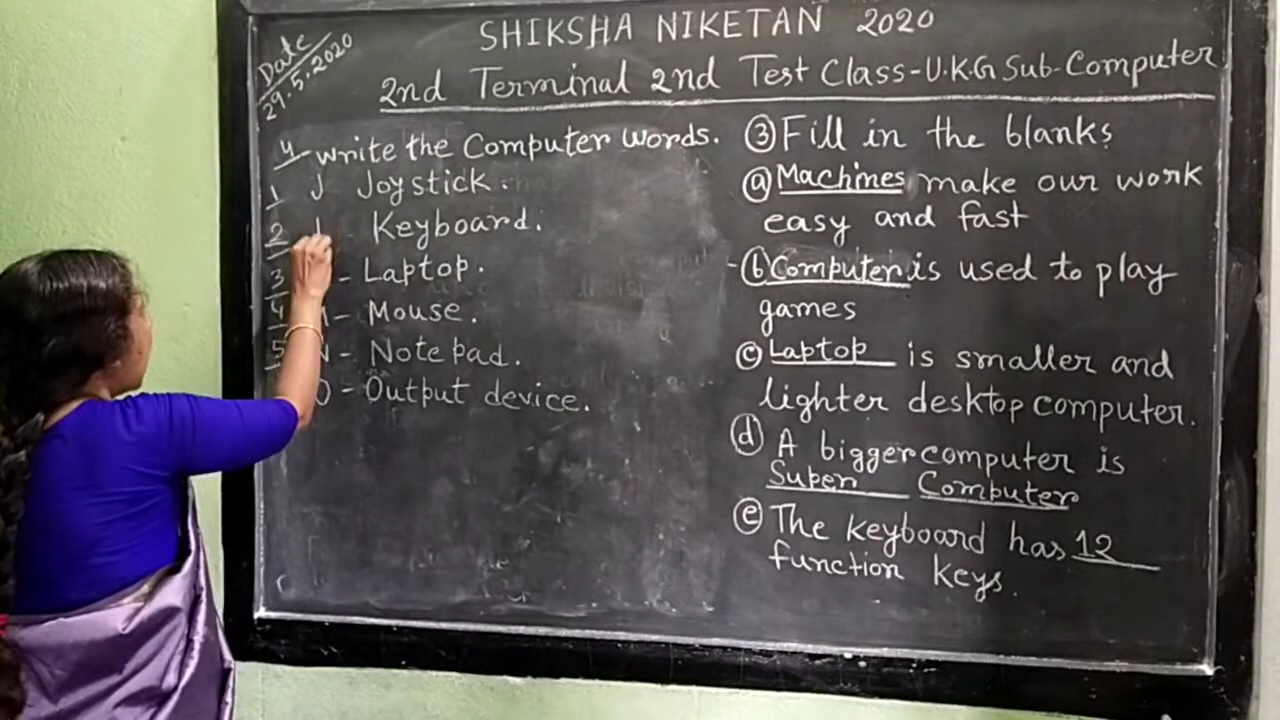 SHIKSHA NIKETAN 2020
Date
29.5.2020
2nd Terminal 2nd Test Class-U.K.G Sub-Computer
4 write the Computer words.
1 J Joystick.
2 Keyboard.
3 - Laptop.
4 - Mouse.
5 N - Notepad.
O - Output device.
③ Fill in the blanks
ⓐ Machines make our work
easy and fast
- ⓑ Computer is used to play
games
ⓒ Laptop is smaller and
lighter desktop computer.
ⓓ A bigger computer is
Super Computer
ⓔ The keyboard has 12
function keys.